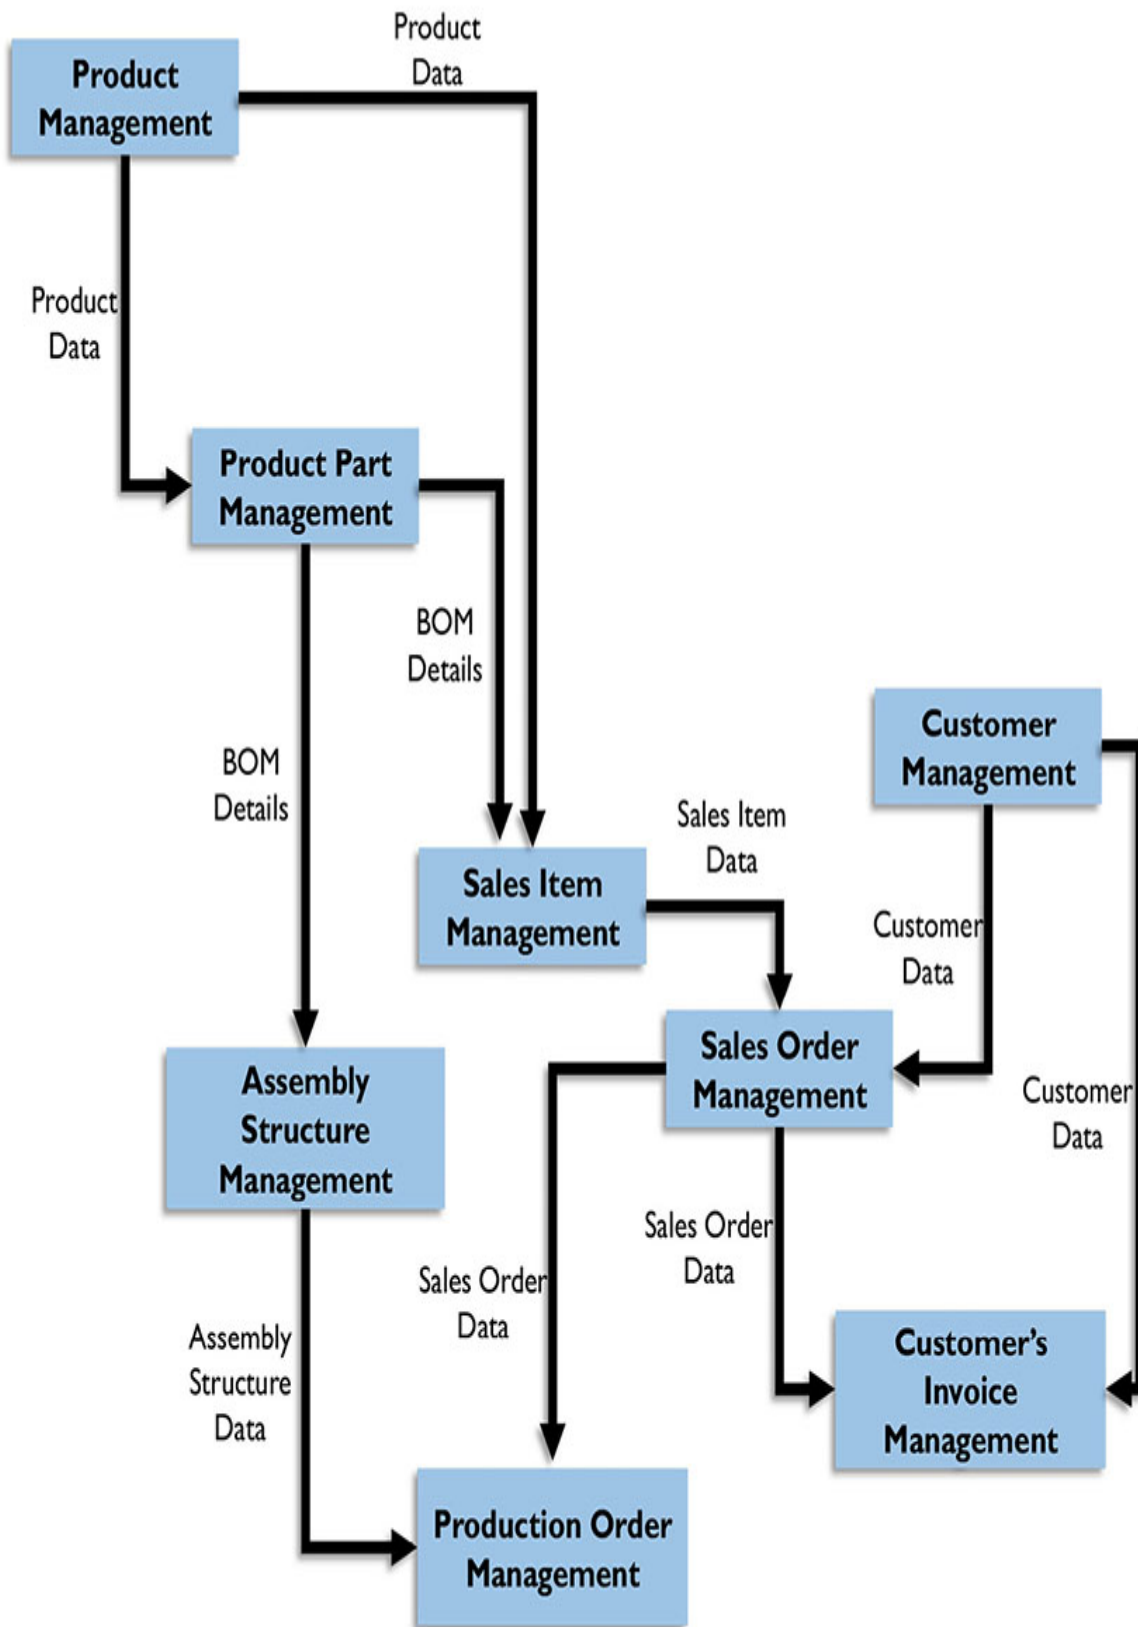 Product
Data
Product
Management
Product
Data
Product Part
Management
BOM
Details
Customer
Management
BOM
Details
Sales Item
Data
Sales Item
Management
Customer
Data
Sales Order
Management
Assembly
Structure
Management
Customer
Data
Sales Order
Data
Sales Order
Data
Assembly
Structure
Data
Customer's
Invoice
Management
Production Order
Management